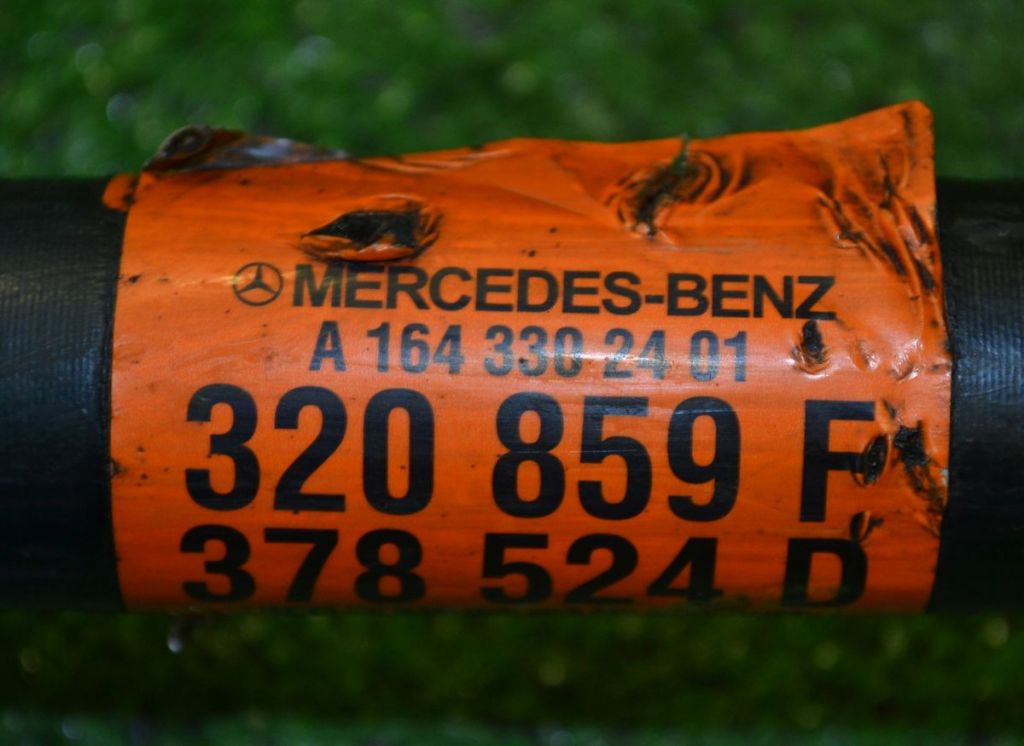 MERCEDES-BENZ
A 164 330 24 01
320 859 F
378 524 D